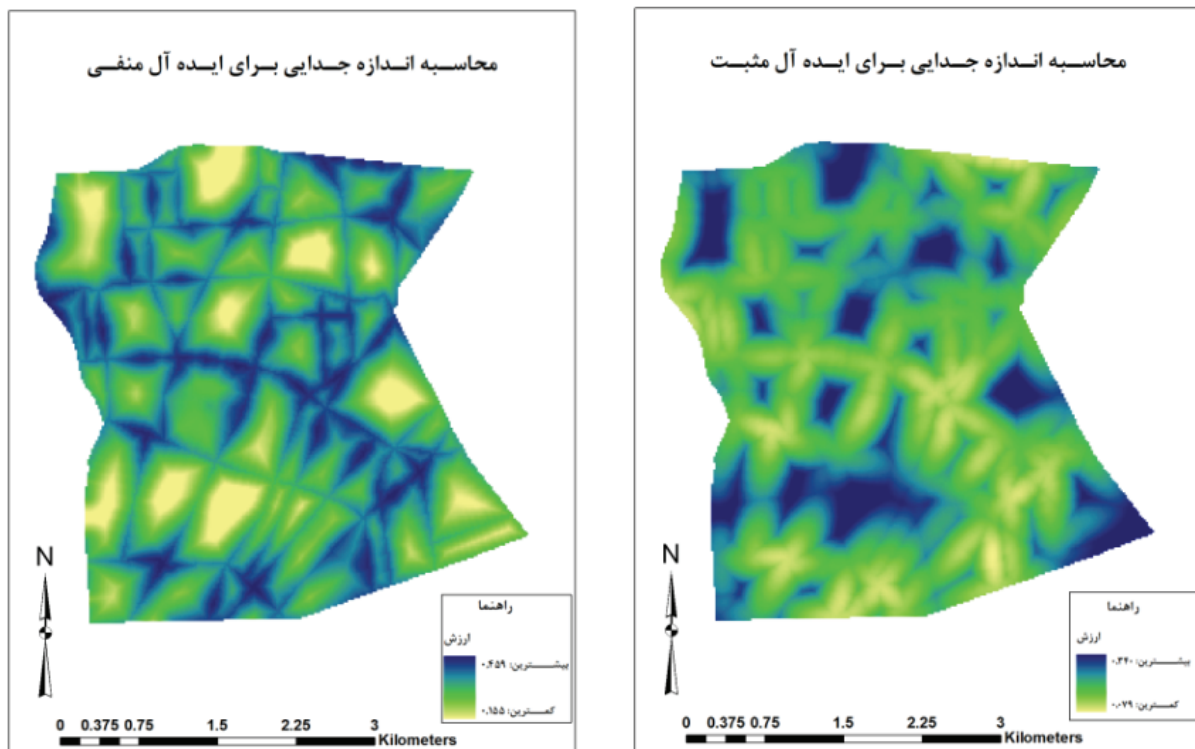 محاسبه اندازه جدایی برای ایده آل مثبت
N
راهنما
ارزش
بیشترین: ۰.۳۴۰
کمترین: ۰.۰۷۹
0 0.375 0.75 1.5 2.25 3
Kilometers
محاسبه اندازه جدایی برای ایده آل منفی
N
راهنما
ارزش
بیشترین: ۰.۴۵۹
کمترین: ۰.۱۵۵
0 0.375 0.75 1.5 2.25 3
Kilometers